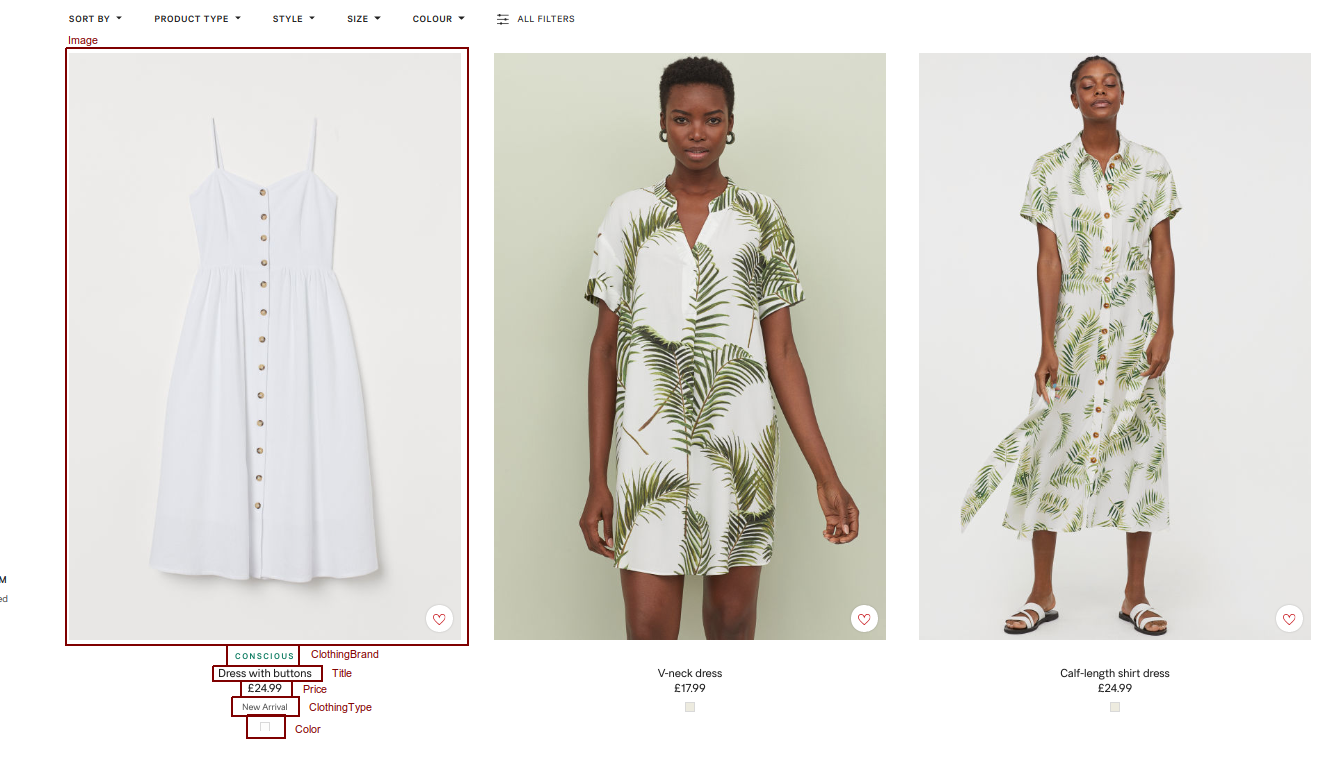 SORT BY PRODUCT TYPE STYLE SIZE COLOUR ALL FILTERS
Image
M
ed
CONSCIOUS ClothingBrand
Dress with buttons Title
£24.99 Price
New Arrival ClothingType
Color
V-neck dress
£17.99
Calf-length shirt dress
£24.99